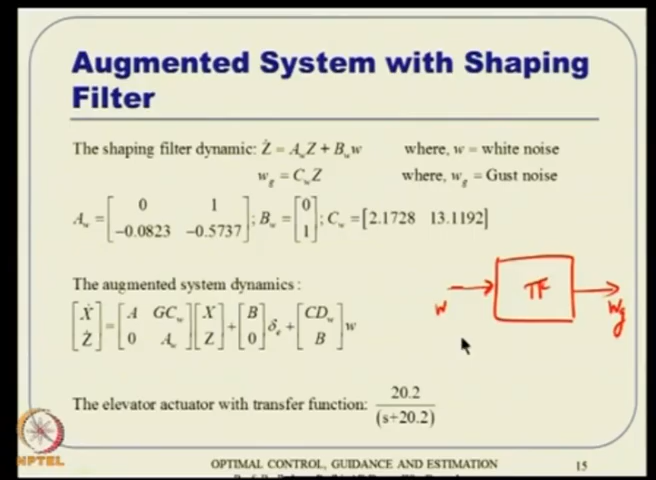 Augmented System with Shaping
Filter
The shaping filter dynamic: Ż = A_w Z + B_w w where, w = white noise
w_g = C_w Z where, w_g = Gust noise
A_w = [0 1; −0.0823 −0.5737]; B_w = [0; 1]; C_w = [2.1728 13.1192]
The augmented system dynamics :
[Ẋ; Ż] = [A GC_w; 0 A_w] [X; Z] + [B; 0] δ_e + [CD_w; B] w
w TF w_g
The elevator actuator with transfer function: 20.2/(s+20.2)
NPTEL
OPTIMAL CONTROL, GUIDANCE AND ESTIMATION 15